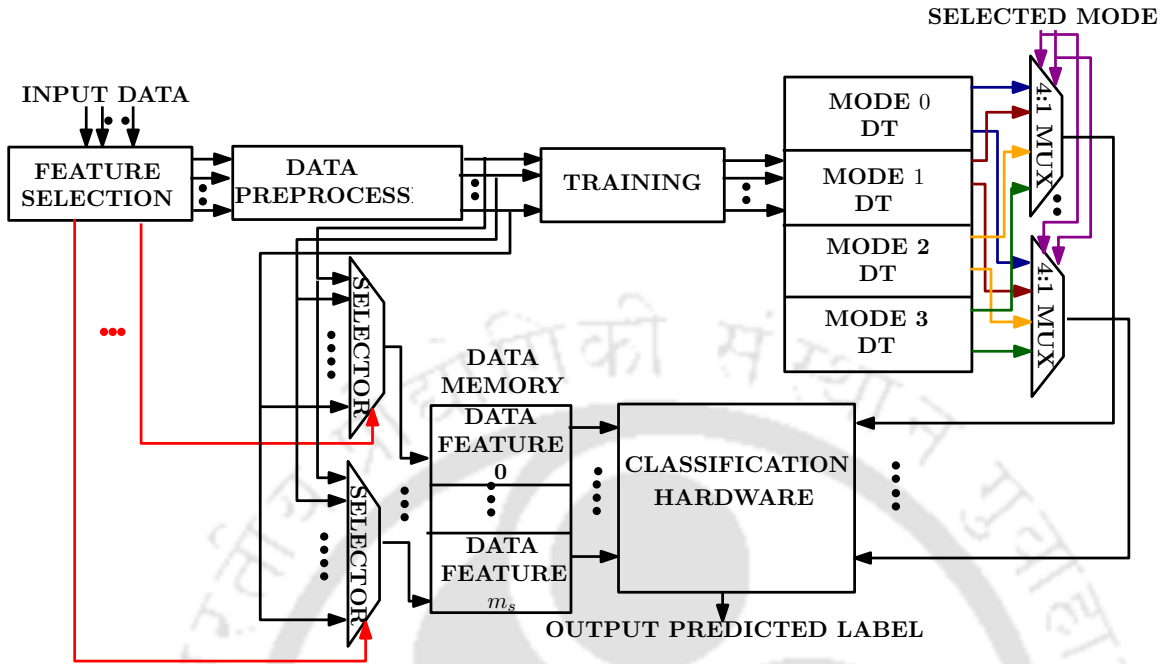 SELECTED MODE
INPUT DATA
FEATURE
SELECTION
DATA
PREPROCESS
TRAINING
MODE 0
DT
MODE 1
DT
MODE 2
DT
MODE 3
DT
4:1 MUX
4:1 MUX
SELECTOR
SELECTOR
DATA
MEMORY
DATA
FEATURE
0
DATA
FEATURE
m_s
CLASSIFICATION
HARDWARE
OUTPUT PREDICTED LABEL